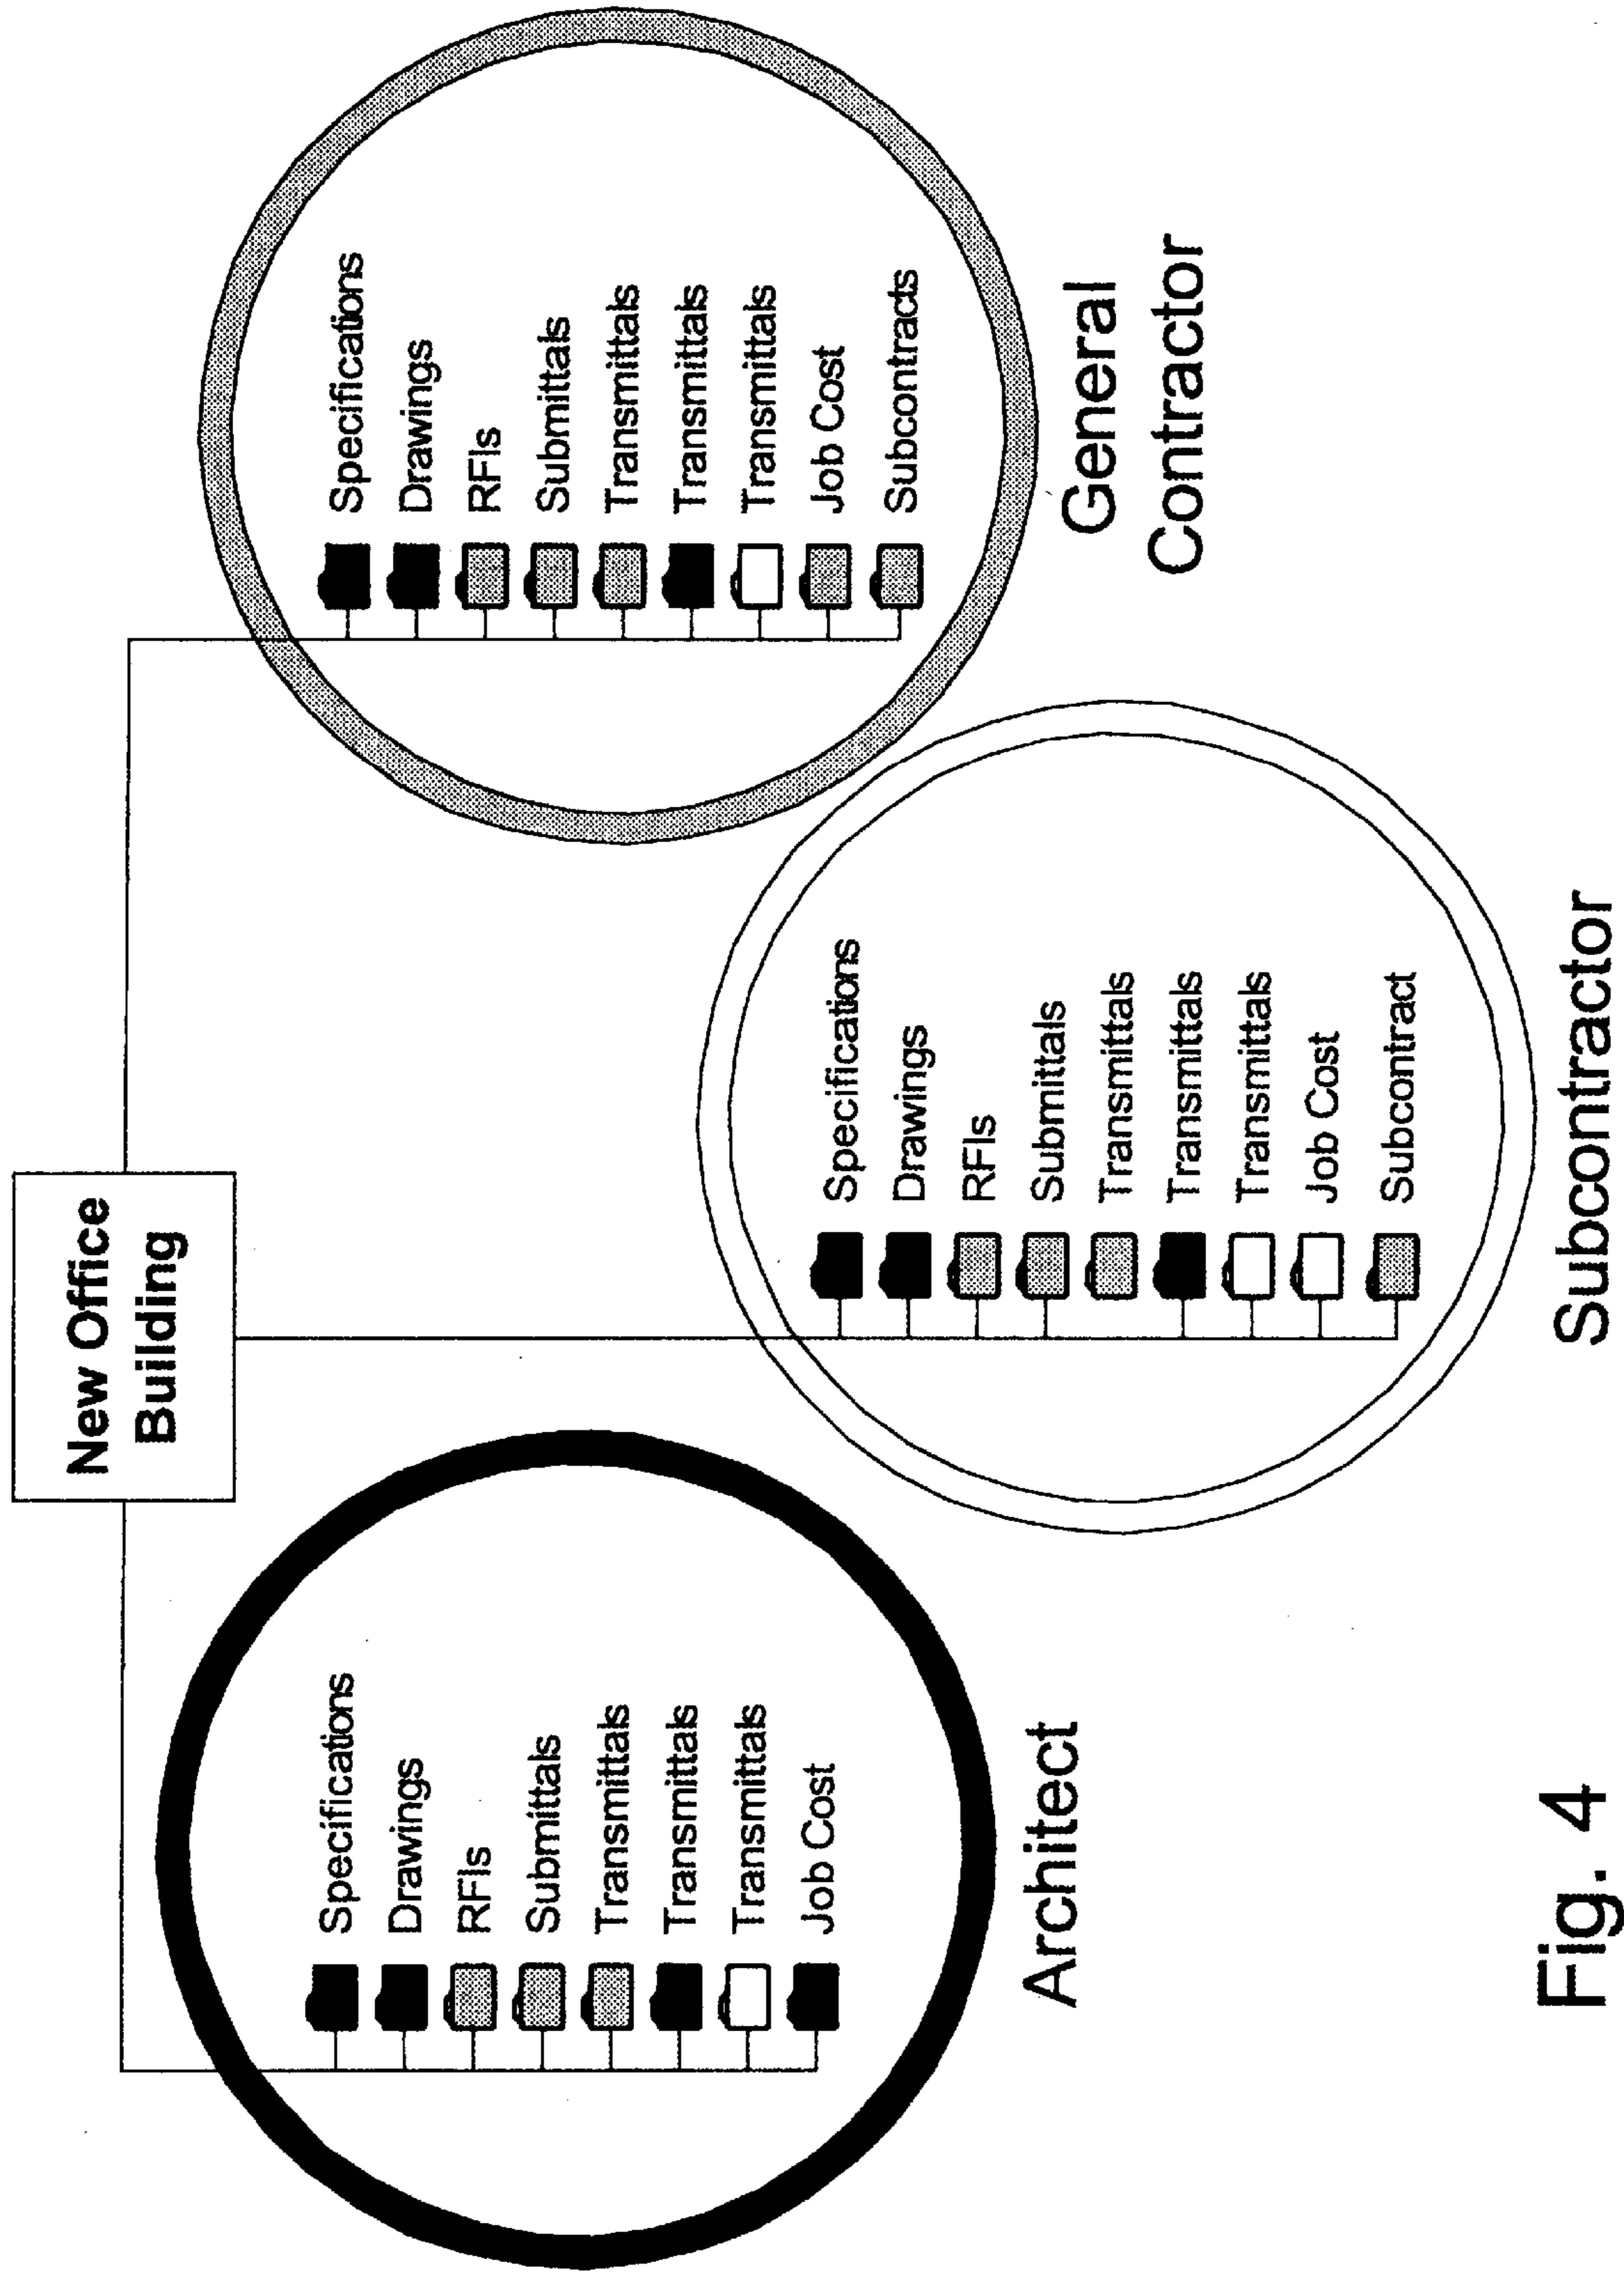 New Office
Building
Specifications
Drawings
RFIs
Submittals
Transmittals
Transmittals
Transmittals
Job Cost
Architect
Specifications
Drawings
RFIs
Submittals
Transmittals
Transmittals
Transmittals
Job Cost
Subcontract
Subcontractor
Specifications
Drawings
RFIs
Submittals
Transmittals
Transmittals
Transmittals
Job Cost
Subcontracts
General
Contractor
Fig. 4